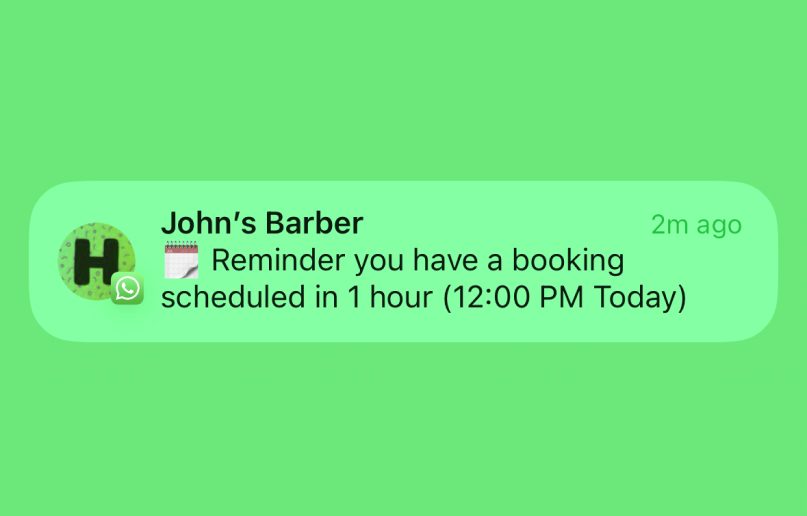 John’s Barber
2m ago
H
🗓️ Reminder you have a booking
scheduled in 1 hour (12:00 PM Today)